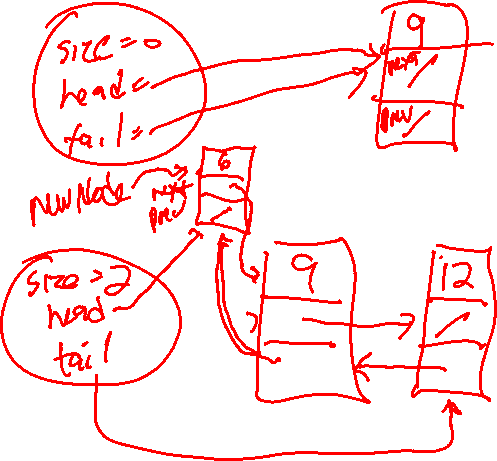 size=0
head=
tail=
9
next
prev
newNode
6
next
prev
size=2
head
tail
9
12